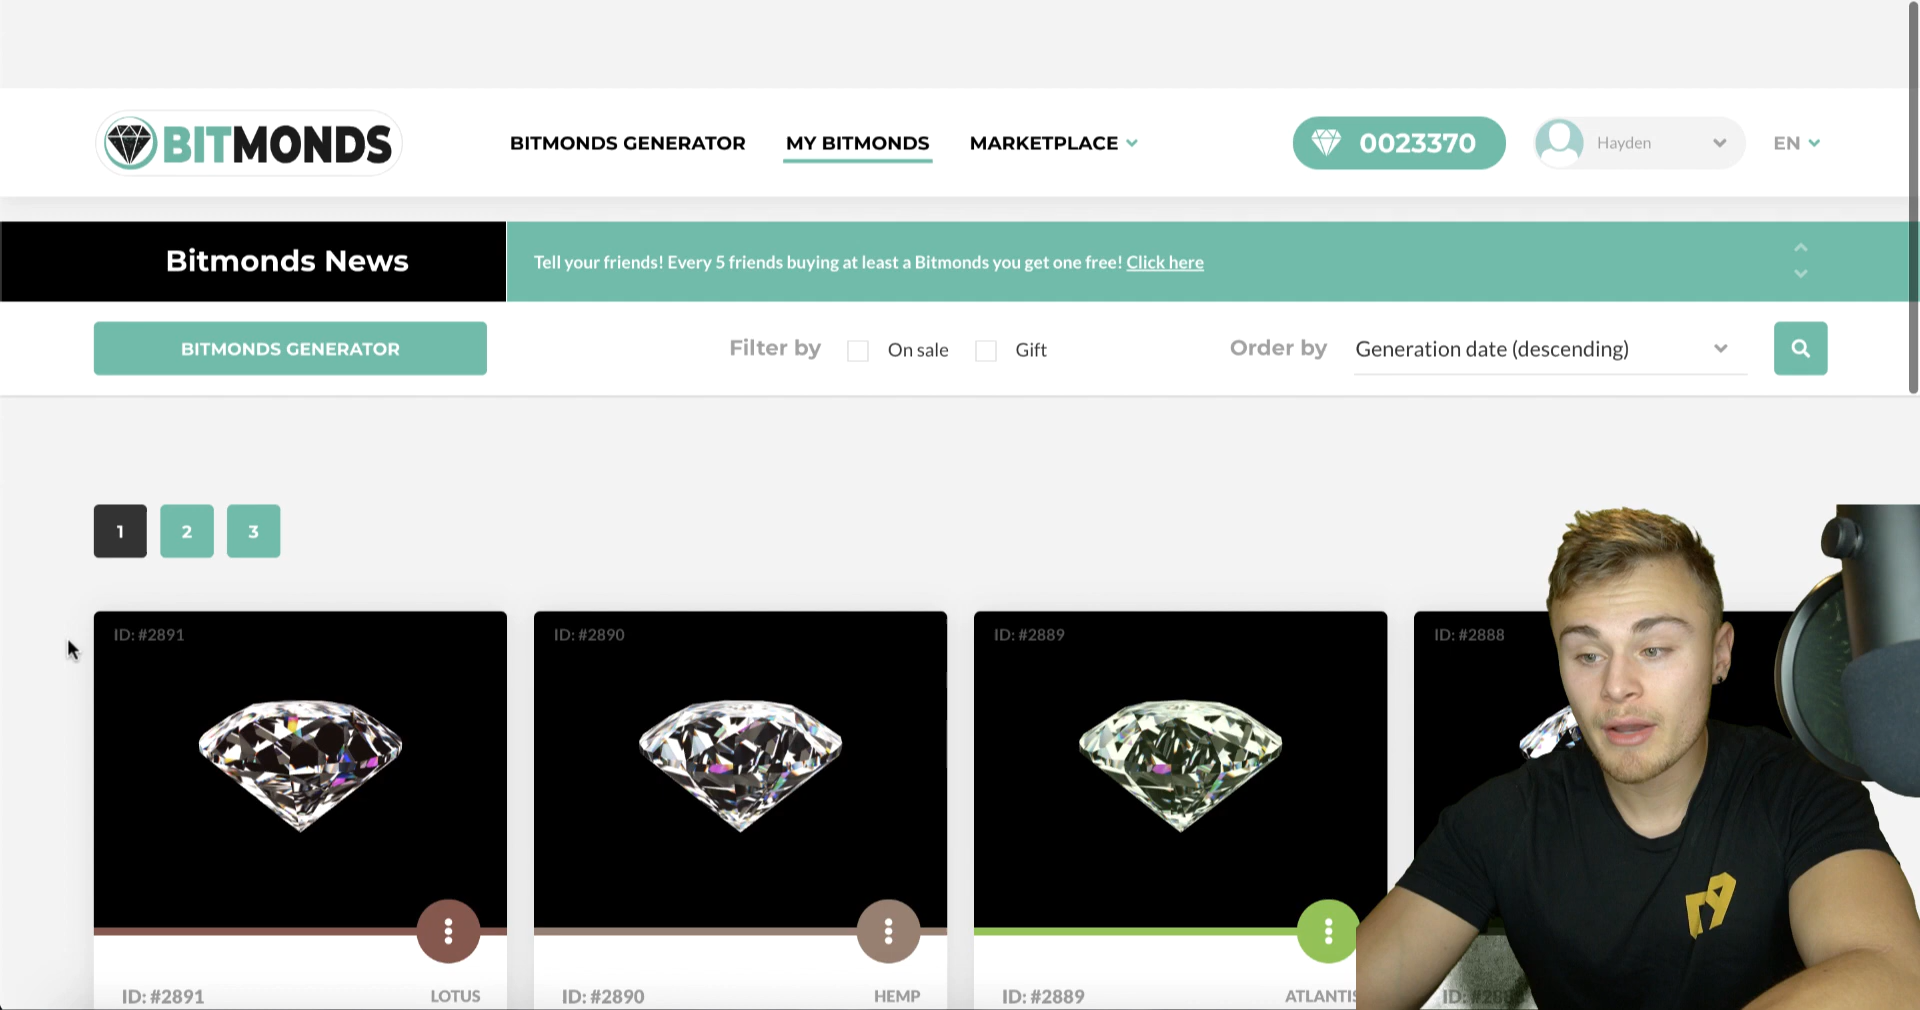 BITMONDS
BITMONDS GENERATOR
MY BITMONDS
MARKETPLACE
0023370
Hayden
EN
Bitmonds News
Tell your friends! Every 5 friends buying at least a Bitmonds you get one free! Click here
BITMONDS GENERATOR
Filter by
On sale
Gift
Order by
Generation date (descending)
1
2
3
ID: #2891
ID: #2890
ID: #2889
ID: #2888
ID: #2891
LOTUS
ID: #2890
HEMP
ID: #2889
ATLANTIS